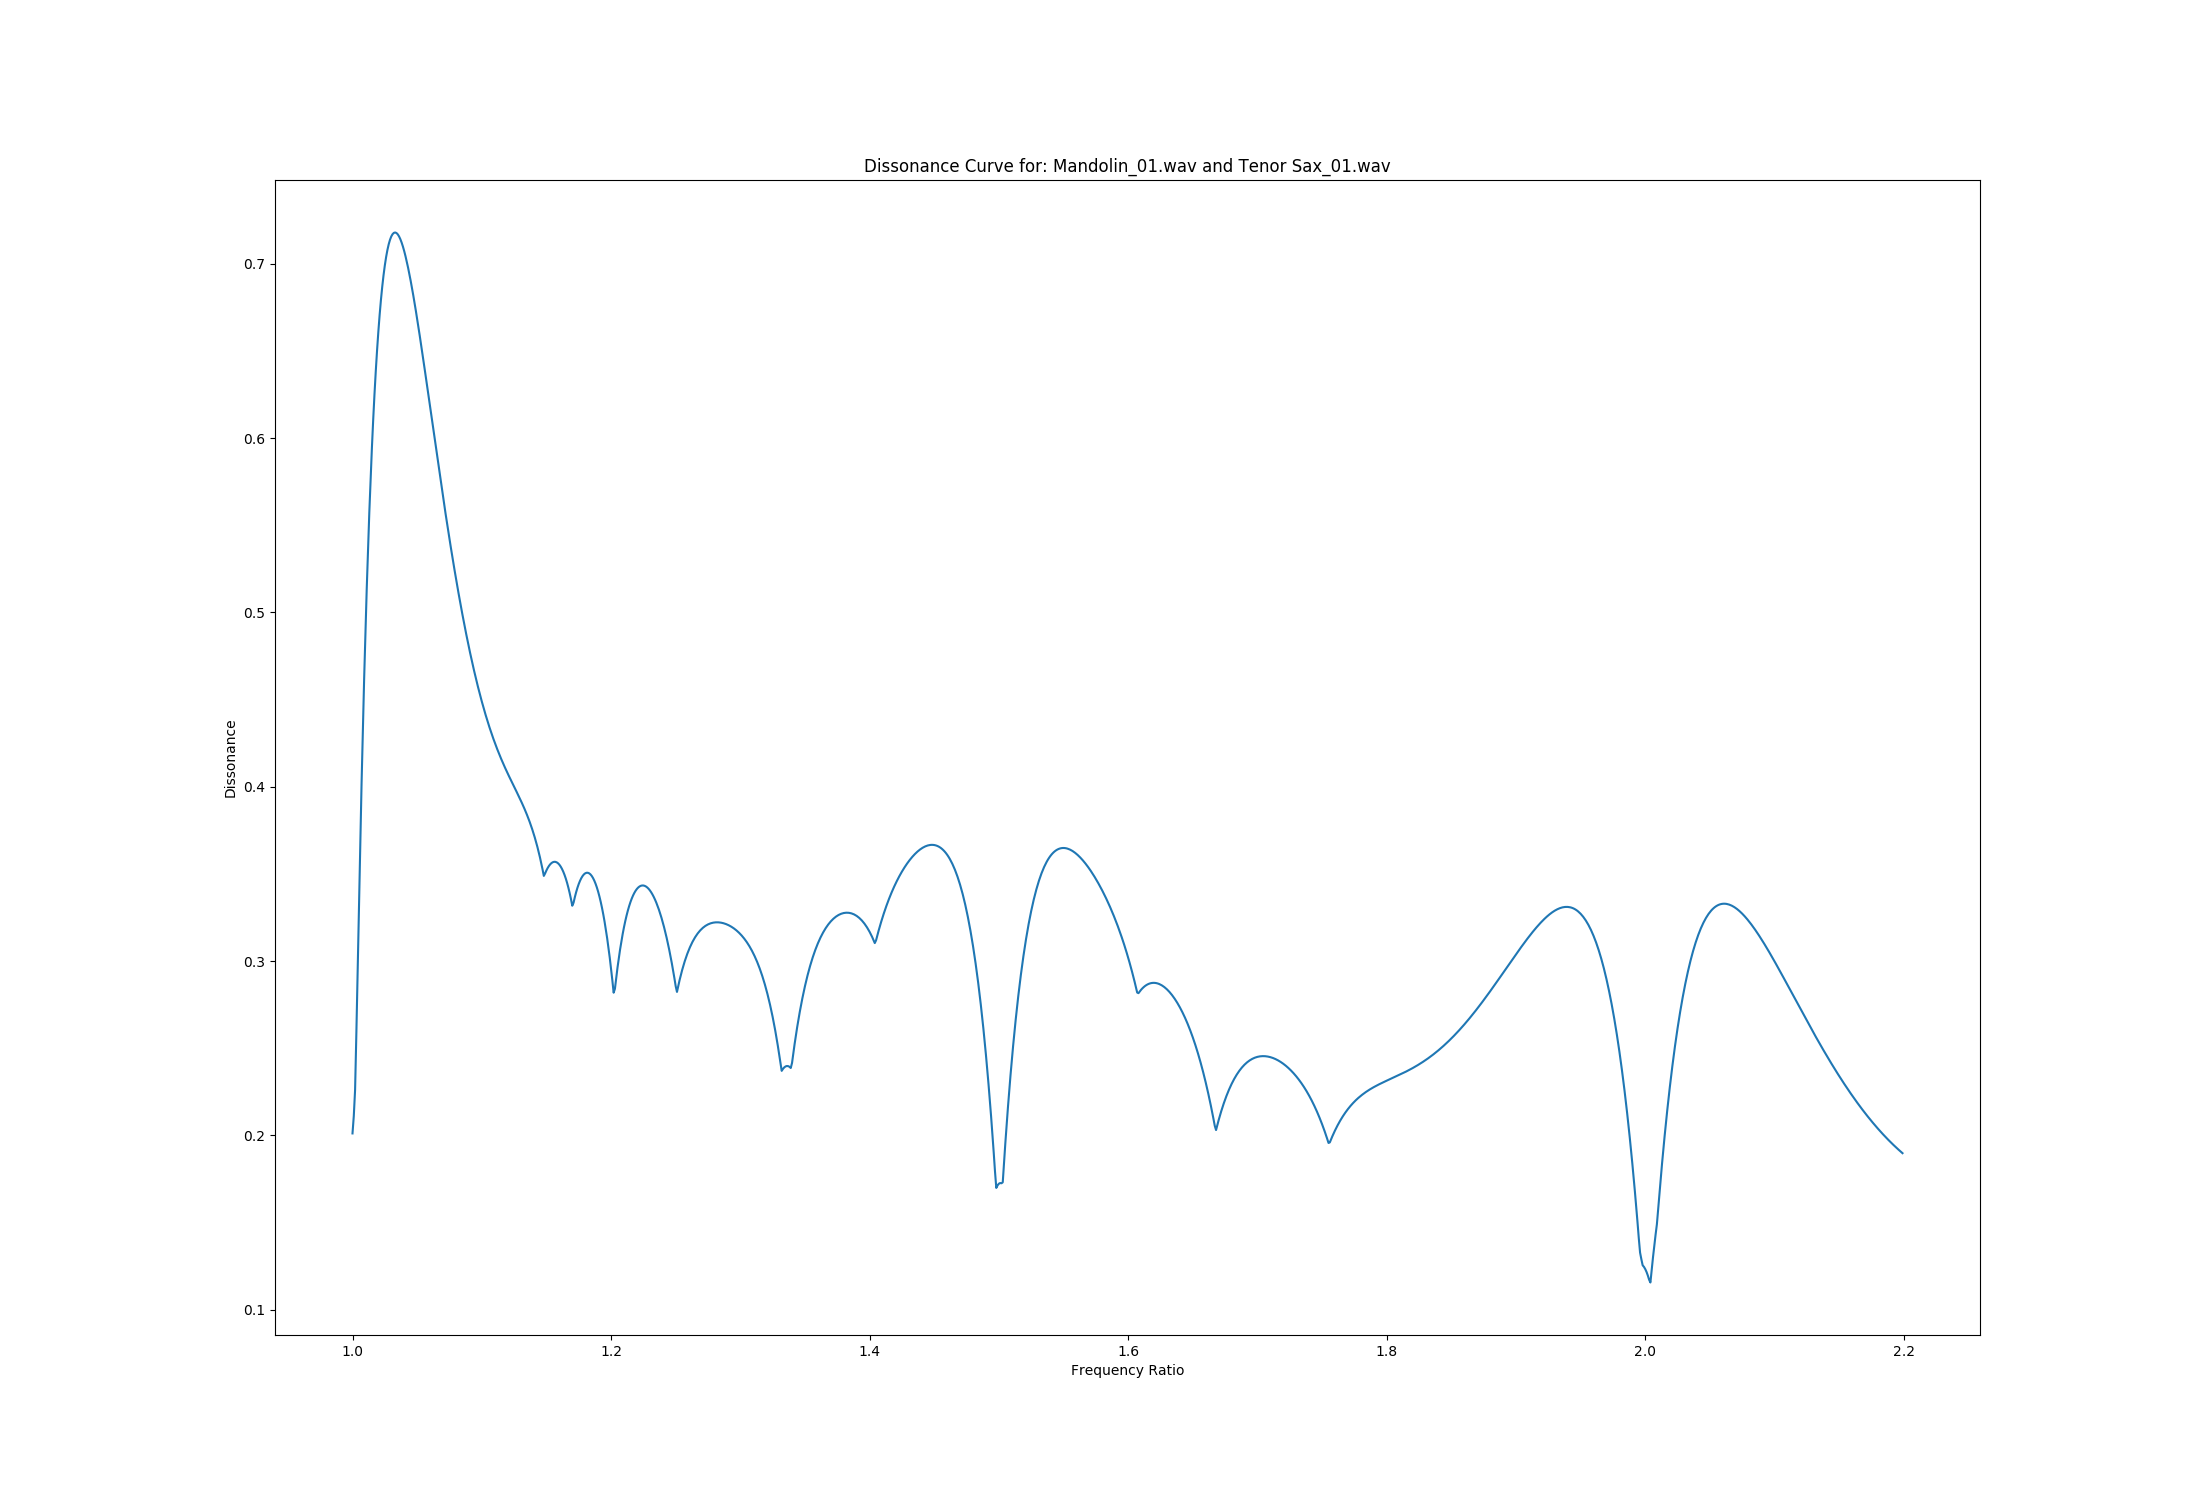 Dissonance Curve for: Mandolin_01.wav and Tenor Sax_01.wav
0.7
0.6
0.5
0.4
0.3
0.2
0.1
Dissonance
1.0 1.2 1.4 1.6 1.8 2.0 2.2
Frequency Ratio